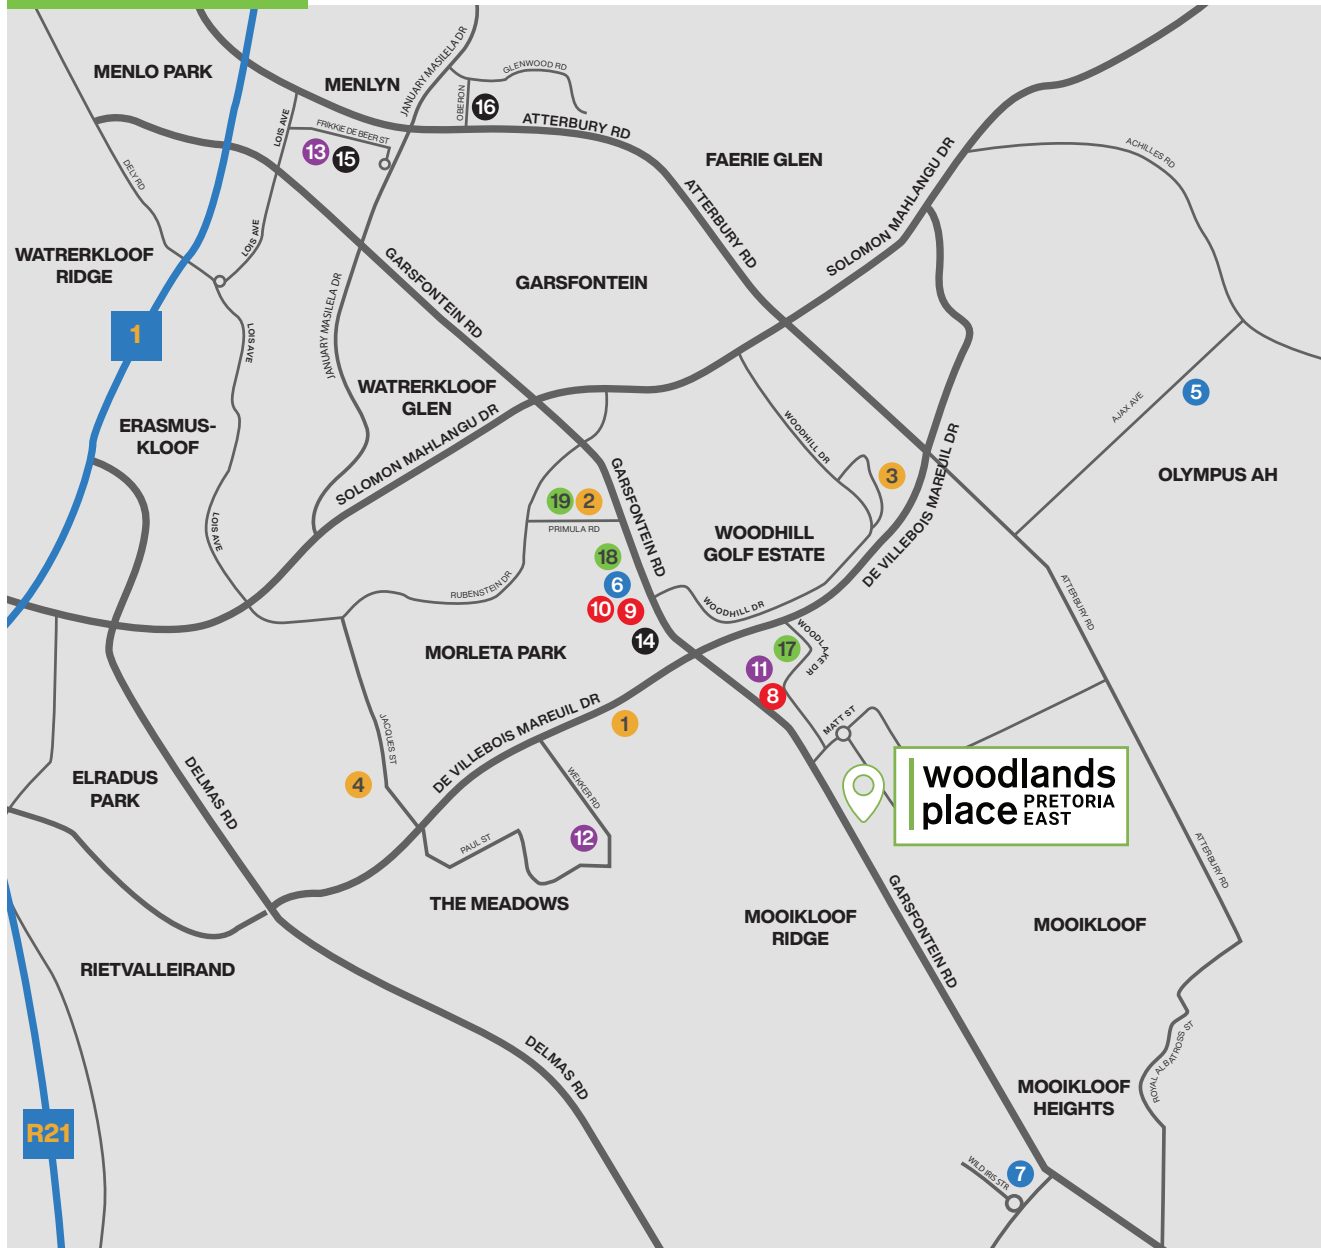 MENLO PARK
MENLYN
JANUARY MASILELA DR
GLENWOOD RD
OBERON
16
ATTERBURY RD
LOIS AVE
FRIKKIE DE BEER ST
13
15
FAERIE GLEN
ACHILLES RD
DELY RD
SOLOMON MAHLANGU DR
ATTERBURY RD
LOIS AVE
WATRERKLOOF
RIDGE
GARSFONTEIN RD
GARSFONTEIN
JANUARY MASILELA DR
1
LOIS AVE
WATRERKLOOF
GLEN
5
AJAX AVE
ERASMUS-
KLOOF
SOLOMON MAHLANGU DR
WOODHILL DR
3
DE VILLEBOIS MAREUIL DR
OLYMPUS AH
GARSFONTEIN RD
19
2
PRIMULA RD
LOIS AVE
WOODHILL
GOLF ESTATE
18
6
RUBENSTEIN DR
10
9
WOODHILL DR
ATTERBURY RD
14
MORLETA PARK
WOODLAKE DR
17
11
8
DE VILLEBOIS MAREUIL DR
1
MATT ST
JACQUES ST
ELRADUS
PARK
DELMAS RD
4
WEKKER RD
woodlands
place PRETORIA
EAST
12
PAUL ST
ATTERBURY RD
THE MEADOWS
GARSFONTEIN RD
MOOIKLOOF
RIDGE
MOOIKLOOF
RIETVALLEIRAND
DELMAS RD
ROYAL ALBATROSS ST
MOOIKLOOF
HEIGHTS
R21
WILD IRIS STR
7